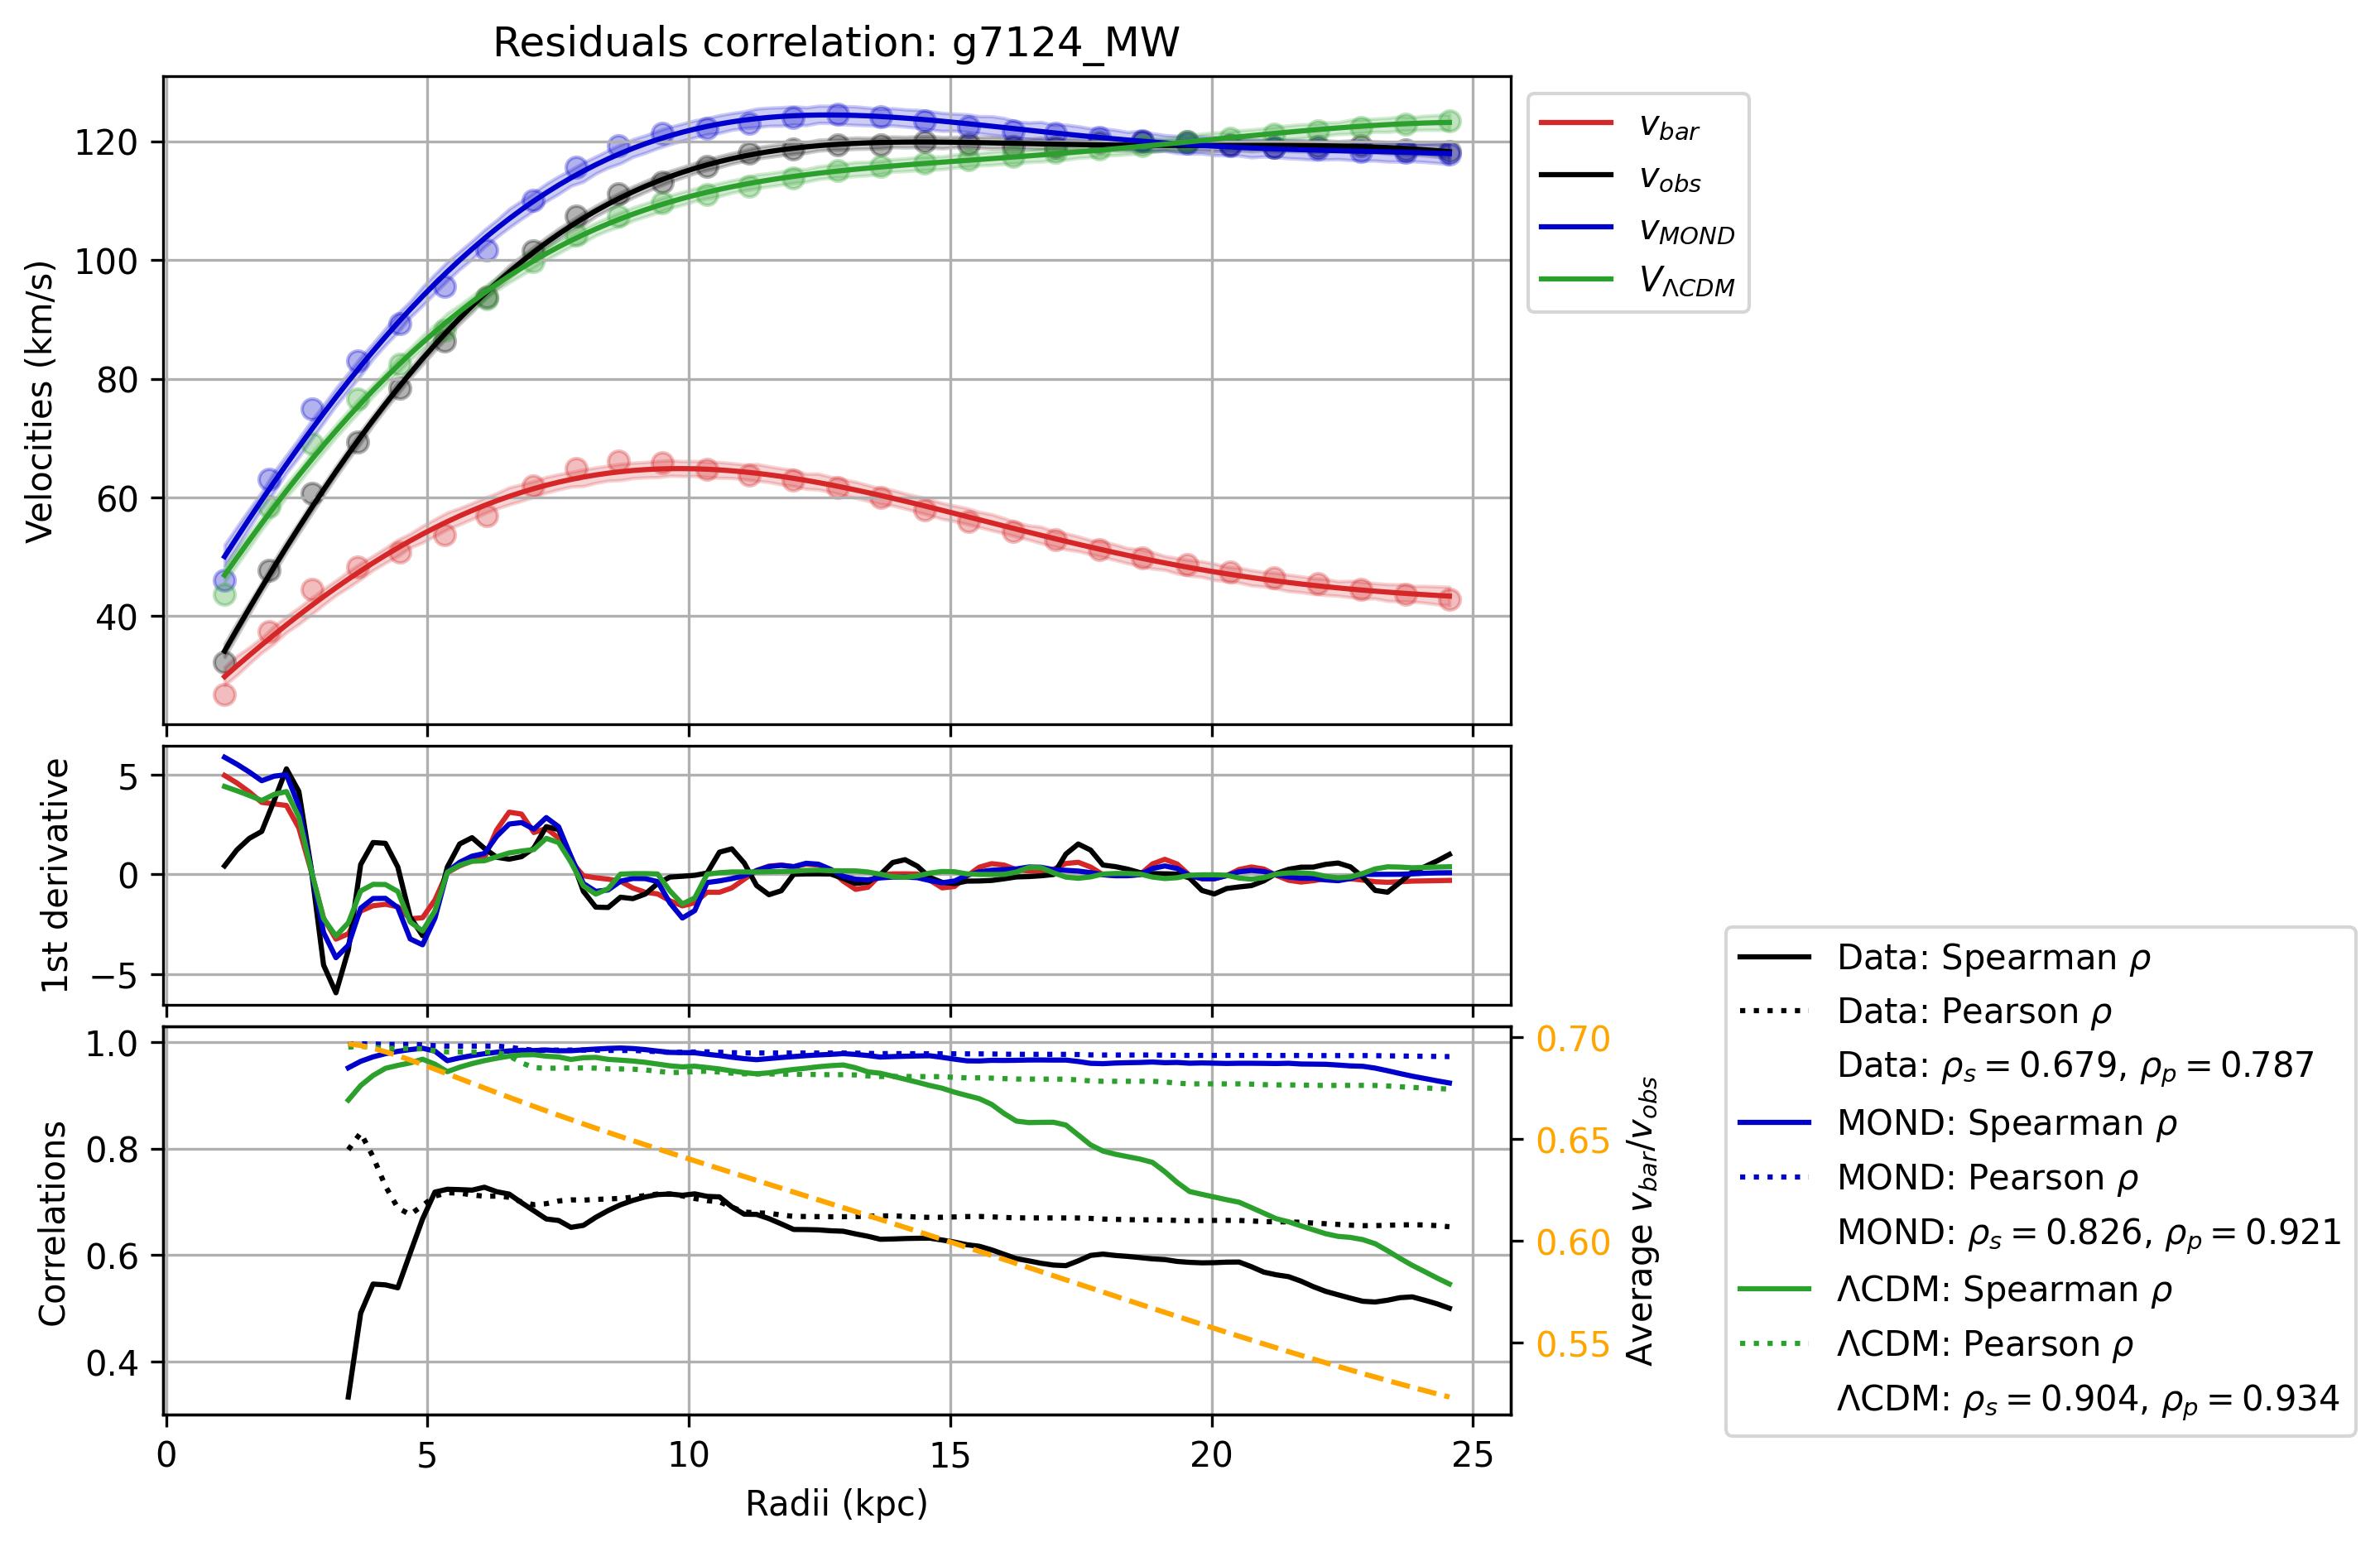 Residuals correlation: g7124_MW
Velocities (km/s)
120
100
80
60
40
v_bar
v_obs
v_MOND
V_ΛCDM
1st derivative
5
0
−5
Correlations
1.0
0.8
0.6
0.4
0.70
0.65
0.60
0.55
Average v_bar/v_obs
0 5 10 15 20 25
Radii (kpc)
Data: Spearman ρ
Data: Pearson ρ
Data: ρ_s = 0.679, ρ_p = 0.787
MOND: Spearman ρ
MOND: Pearson ρ
MOND: ρ_s = 0.826, ρ_p = 0.921
ΛCDM: Spearman ρ
ΛCDM: Pearson ρ
ΛCDM: ρ_s = 0.904, ρ_p = 0.934